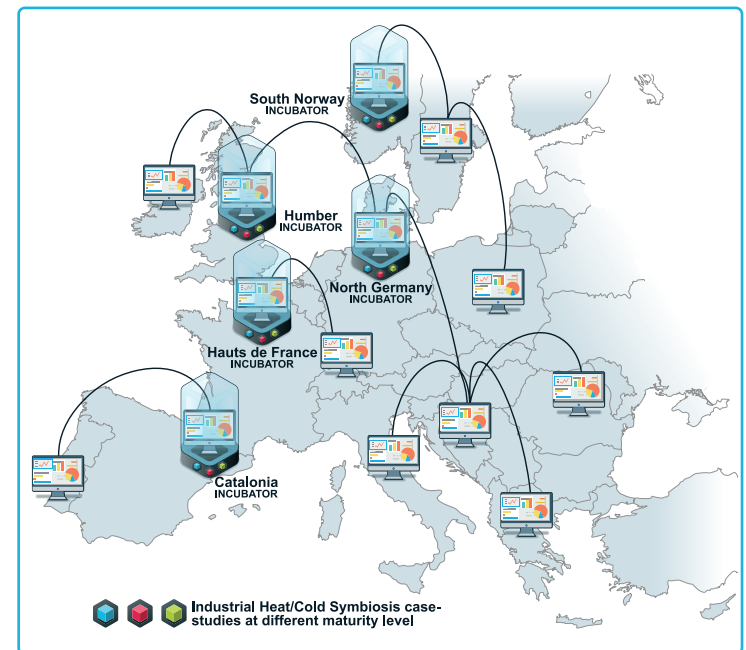 South Norway
INCUBATOR
Humber
INCUBATOR
North Germany
INCUBATOR
Hauts de France
INCUBATOR
Catalonia
INCUBATOR
Industrial Heat/Cold Symbiosis case-
studies at different maturity level